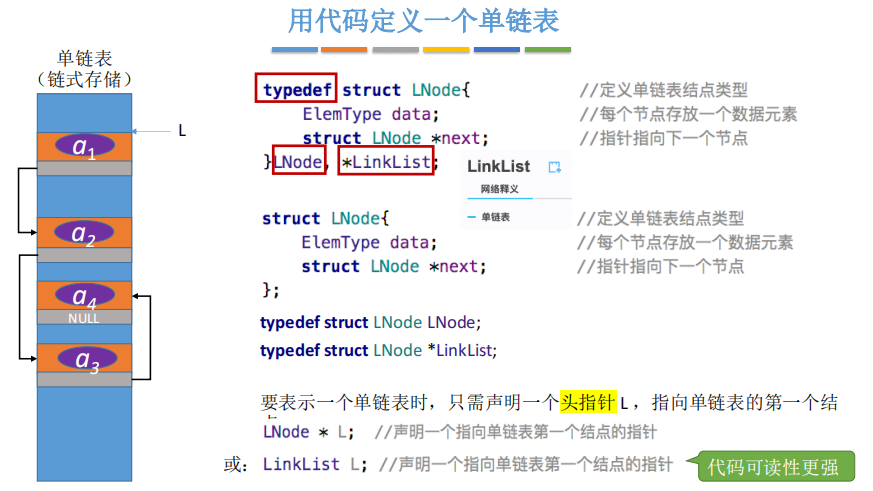 用代码定义一个单链表
单链表
（链式存储）
L
a1
a2
a4
NULL
a3
typedef struct LNode{ //定义单链表结点类型
ElemType data; //每个节点存放一个数据元素
struct LNode *next; //指针指向下一个节点
}LNode, *LinkList;
LinkList
网络释义
单链表
struct LNode{ //定义单链表结点类型
ElemType data; //每个节点存放一个数据元素
struct LNode *next; //指针指向下一个节点
};
typedef struct LNode LNode;
typedef struct LNode *LinkList;
要表示一个单链表时，只需声明一个头指针 L ，指向单链表的第一个结
LNode * L; //声明一个指向单链表第一个结点的指针
或： LinkList L; //声明一个指向单链表第一个结点的指针
代码可读性更强